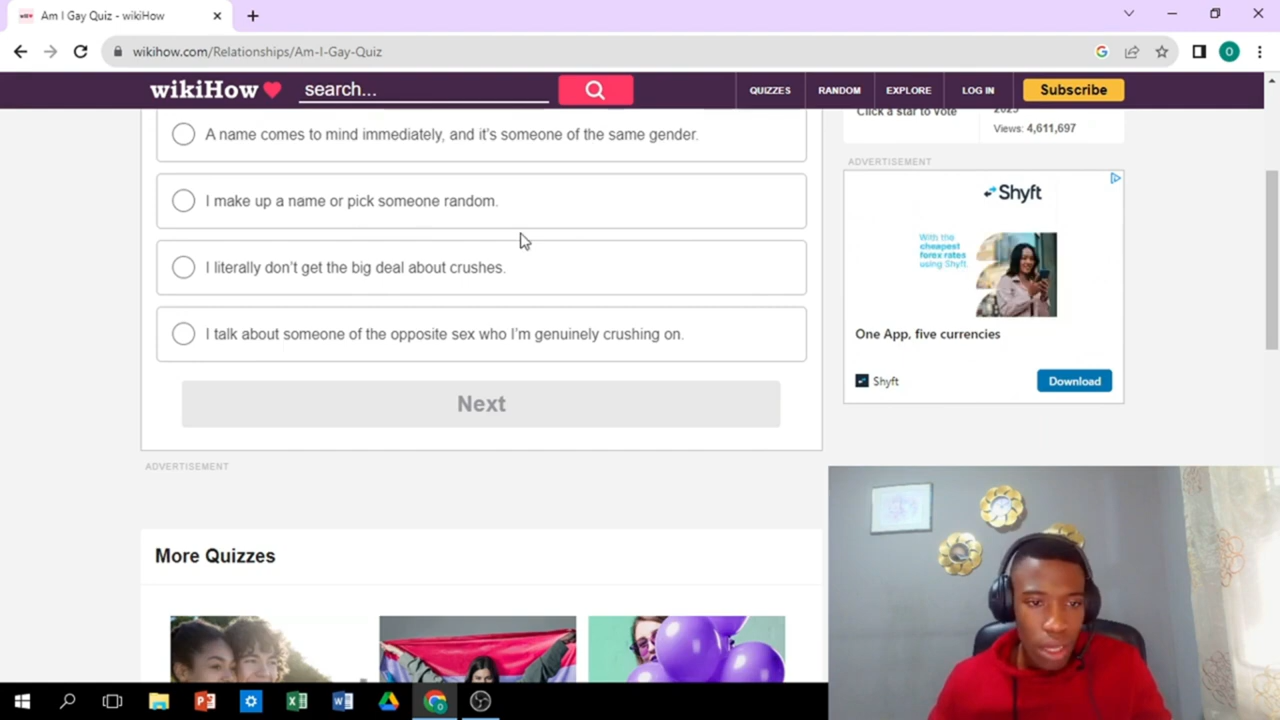 Am I Gay Quiz - wikiHow
wikihow.com/Relationships/Am-I-Gay-Quiz
O
wikiHow
search...
QUIZZES
RANDOM
EXPLORE
LOG IN
Subscribe
A name comes to mind immediately, and it's someone of the same gender.
I make up a name or pick someone random.
I literally don't get the big deal about crushes.
I talk about someone of the opposite sex who I'm genuinely crushing on.
Next
ADVERTISEMENT
More Quizzes
Click a star to vote
2023
Views: 4,611,697
ADVERTISEMENT
Shyft
With the
cheapest
forex rates
using Shyft.
One App, five currencies
Shyft
Download